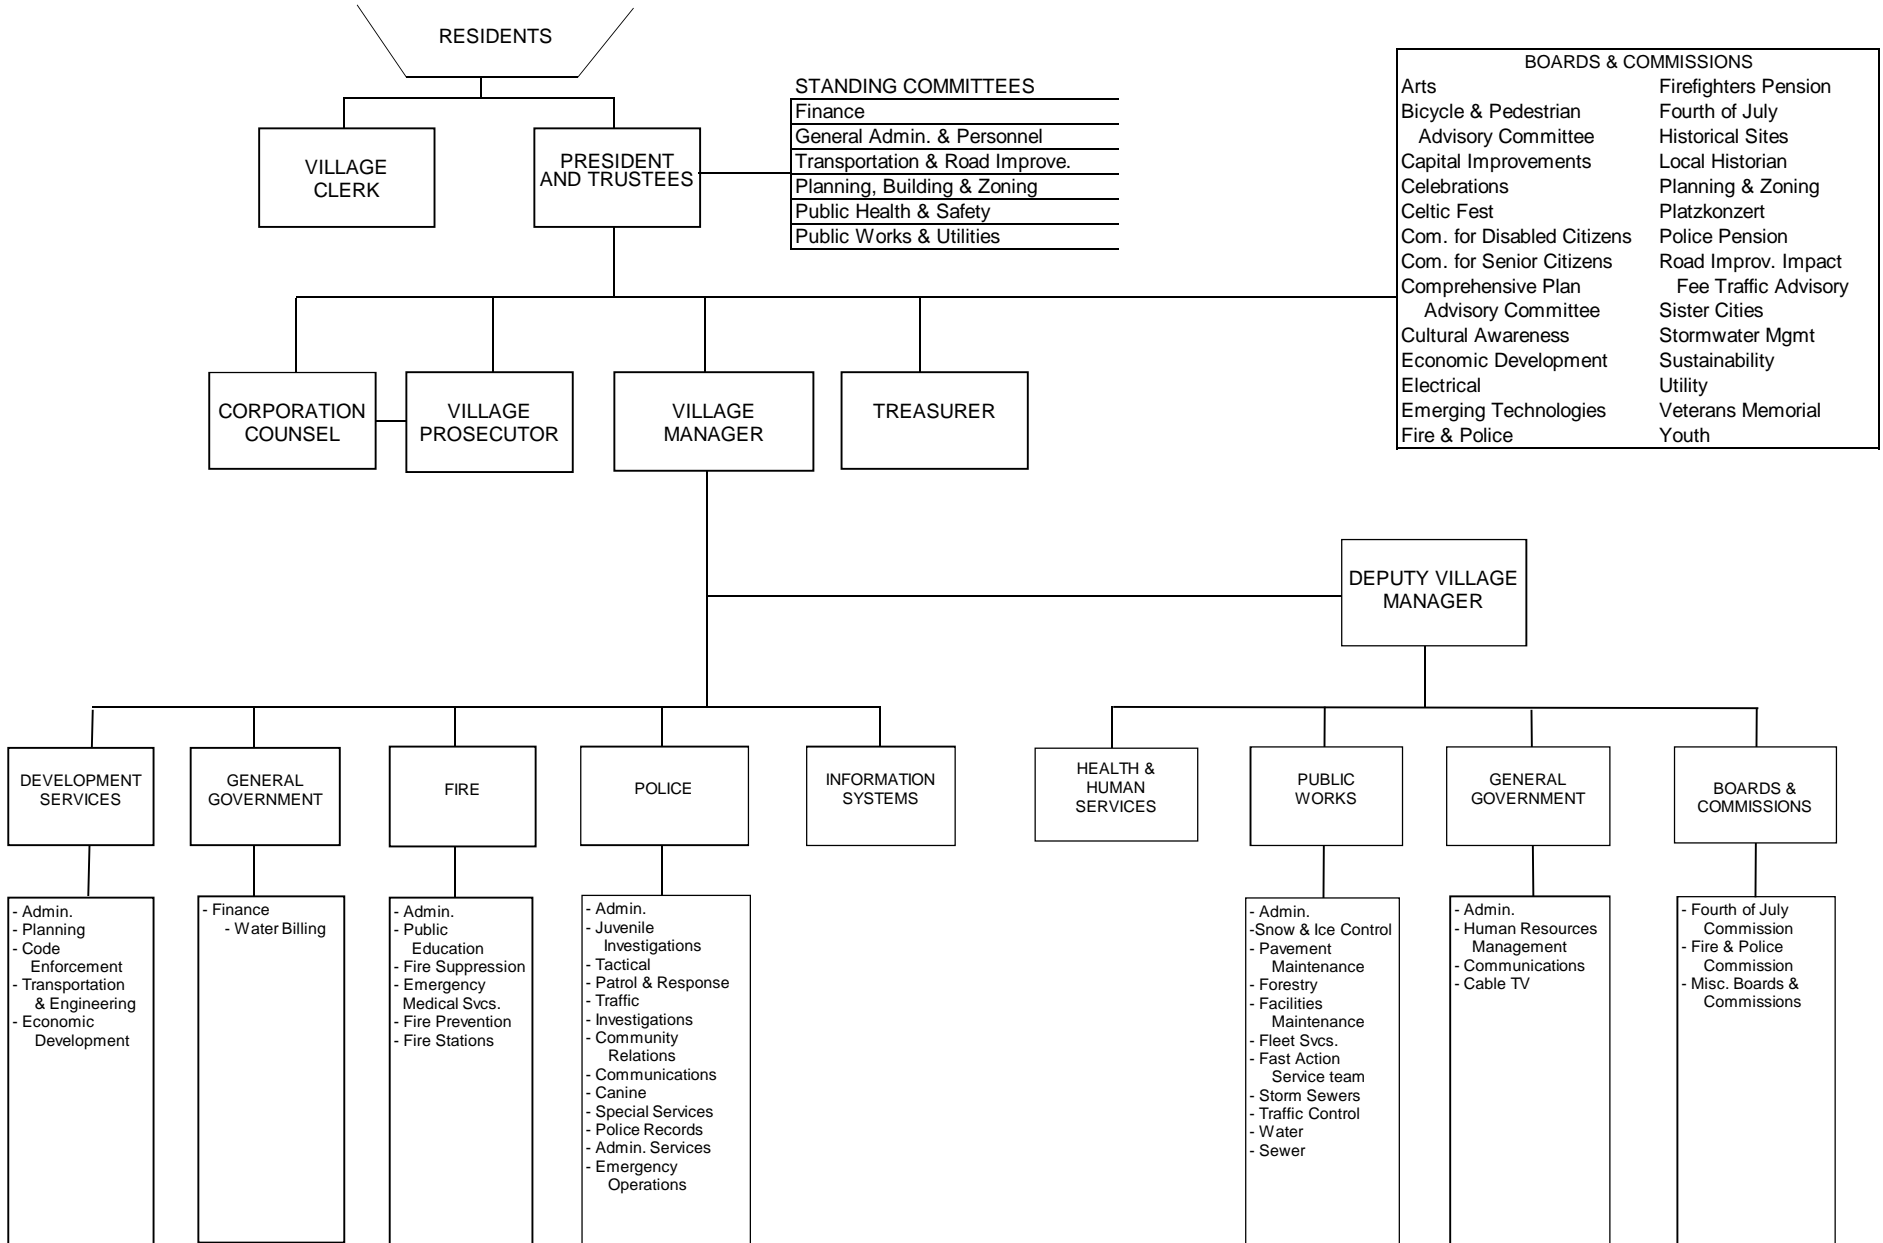 RESIDENTS
STANDING COMMITTEES
Finance
General Admin. & Personnel
Transportation & Road Improve.
Planning, Building & Zoning
Public Health & Safety
Public Works & Utilities
BOARDS & COMMISSIONS
Arts
Bicycle & Pedestrian
Advisory Committee
Capital Improvements
Celebrations
Celtic Fest
Com. for Disabled Citizens
Com. for Senior Citizens
Comprehensive Plan
Advisory Committee
Cultural Awareness
Economic Development
Electrical
Emerging Technologies
Fire & Police
Firefighters Pension
Fourth of July
Historical Sites
Local Historian
Planning & Zoning
Platzkonzert
Police Pension
Road Improv. Impact
Fee Traffic Advisory
Sister Cities
Stormwater Mgmt
Sustainability
Utility
Veterans Memorial
Youth
VILLAGE
CLERK
PRESIDENT
AND TRUSTEES
CORPORATION
COUNSEL
VILLAGE
PROSECUTOR
VILLAGE
MANAGER
TREASURER
DEPUTY VILLAGE
MANAGER
DEVELOPMENT
SERVICES
GENERAL
GOVERNMENT
FIRE
POLICE
INFORMATION
SYSTEMS
HEALTH &
HUMAN
SERVICES
PUBLIC
WORKS
GENERAL
GOVERNMENT
BOARDS &
COMMISSIONS
- Admin.
- Planning
- Code
Enforcement
- Transportation
& Engineering
- Economic
Development
- Finance
- Water Billing
- Admin.
- Public
Education
- Fire Suppression
- Emergency
Medical Svcs.
- Fire Prevention
- Fire Stations
- Admin.
- Juvenile
Investigations
- Tactical
- Patrol & Response
- Traffic
- Investigations
- Community
Relations
- Communications
- Canine
- Special Services
- Police Records
- Admin. Services
- Emergency
Operations
- Admin.
-Snow & Ice Control
- Pavement
Maintenance
- Forestry
- Facilities
Maintenance
- Fleet Svcs.
- Fast Action
Service team
- Storm Sewers
- Traffic Control
- Water
- Sewer
- Admin.
- Human Resources
Management
- Communications
- Cable TV
- Fourth of July
Commission
- Fire & Police
Commission
- Misc. Boards &
Commissions